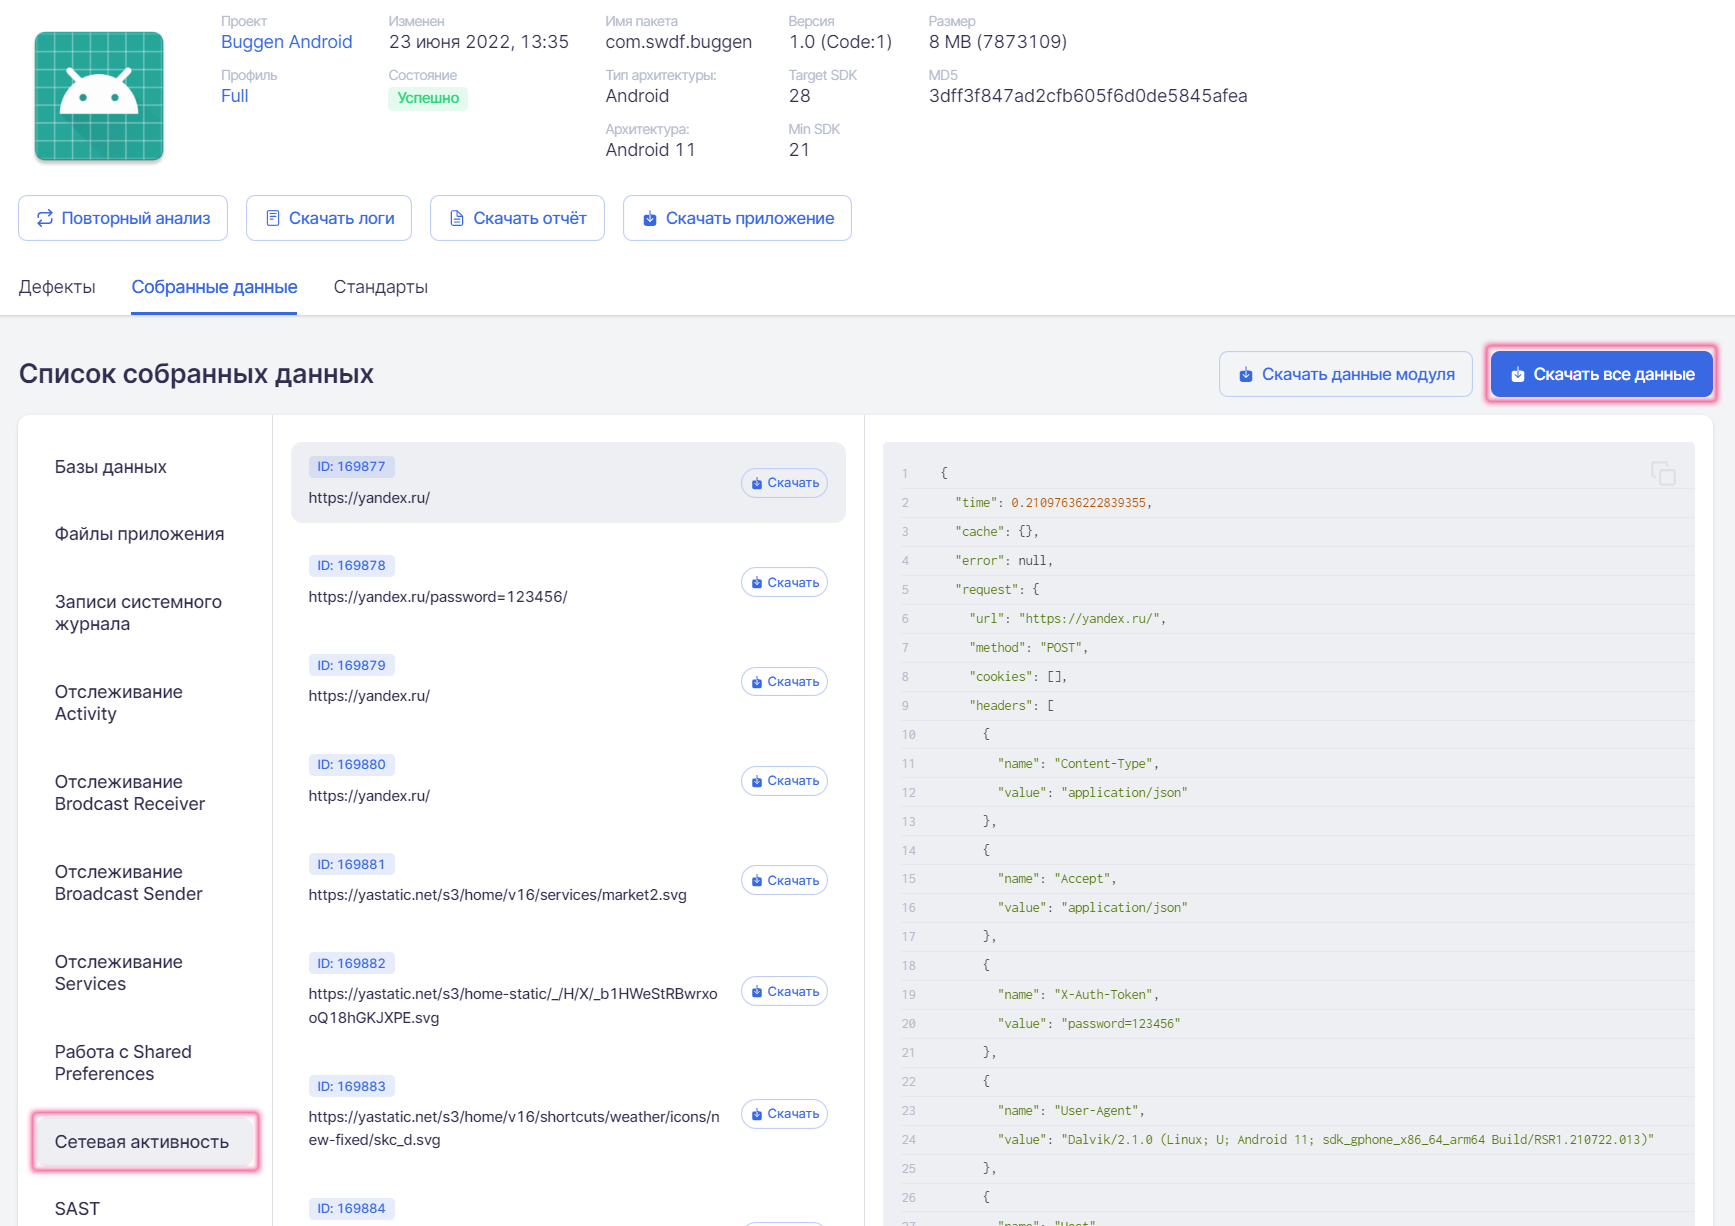 Проект
Buggen Android
Профиль
Full
Изменен
23 июня 2022, 13:35
Состояние
Успешно
Имя пакета
com.swdf.buggen
Тип архитектуры:
Android
Архитектура:
Android 11
Версия
1.0 (Code:1)
Target SDK
28
Min SDK
21
Размер
8 MB (7873109)
MD5
3dff3f847ad2cfb605f6d0de5845afea
Повторный анализ
Скачать логи
Скачать отчёт
Скачать приложение
Дефекты
Собранные данные
Стандарты
Список собранных данных
Скачать данные модуля
Скачать все данные
Базы данных
Файлы приложения
Записи системного
журнала
Отслеживание
Activity
Отслеживание
Brodcast Receiver
Отслеживание
Broadcast Sender
Отслеживание
Services
Работа с Shared
Preferences
Сетевая активность
SAST
ID: 169877
https://yandex.ru/
Скачать
ID: 169878
https://yandex.ru/password=123456/
Скачать
ID: 169879
https://yandex.ru/
Скачать
ID: 169880
https://yandex.ru/
Скачать
ID: 169881
https://yastatic.net/s3/home/v16/services/market2.svg
Скачать
ID: 169882
https://yastatic.net/s3/home-static/_/H/X/_b1HWeStRBwrxo
oQ18hGKJXPE.svg
Скачать
ID: 169883
https://yastatic.net/s3/home/v16/shortcuts/weather/icons/n
ew-fixed/skc_d.svg
Скачать
ID: 169884
1 {
2 "time": 0.21097636222839355,
3 "cache": {},
4 "error": null,
5 "request": {
6 "url": "https://yandex.ru/",
7 "method": "POST",
8 "cookies": [],
9 "headers": [
10 {
11 "name": "Content-Type",
12 "value": "application/json"
13 },
14 {
15 "name": "Accept",
16 "value": "application/json"
17 },
18 {
19 "name": "X-Auth-Token",
20 "value": "password=123456"
21 },
22 {
23 "name": "User-Agent",
24 "value": "Dalvik/2.1.0 (Linux; U; Android 11; sdk_gphone_x86_64_arm64 Build/RSR1.210722.013)"
25 },
26 {
27 "name": "Host"